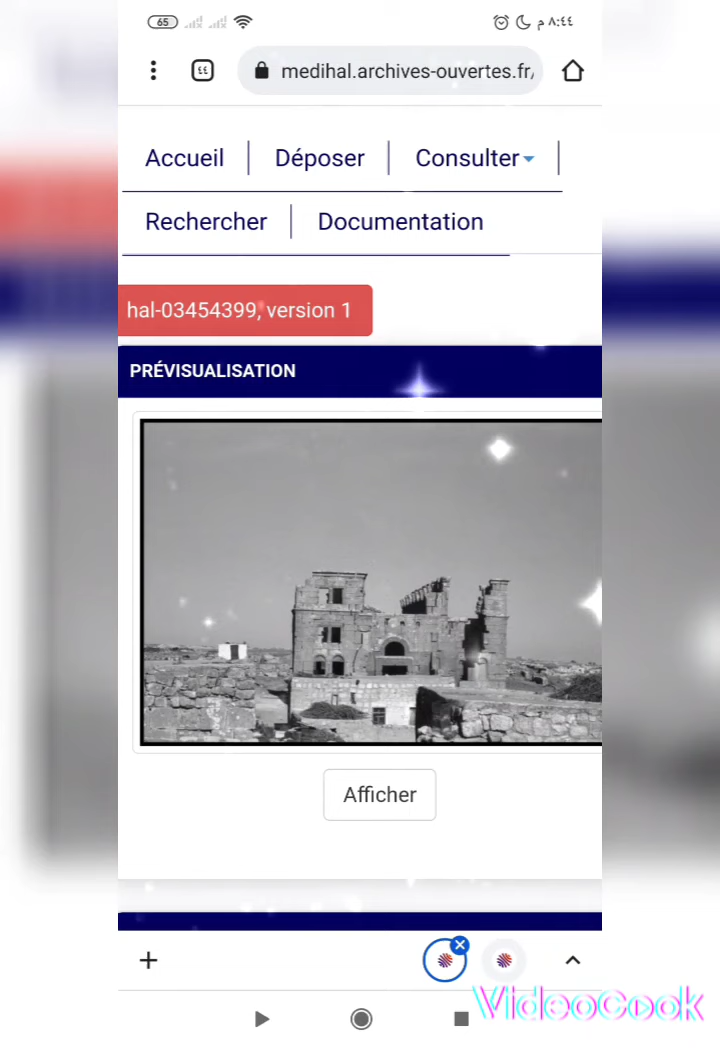 65
٨:٤٤ م
٤٤
medihal.archives-ouvertes.fr/
Accueil
Déposer
Consulter
Rechercher
Documentation
hal-03454399, version 1
PRÉVISUALISATION
Afficher
VideoCook